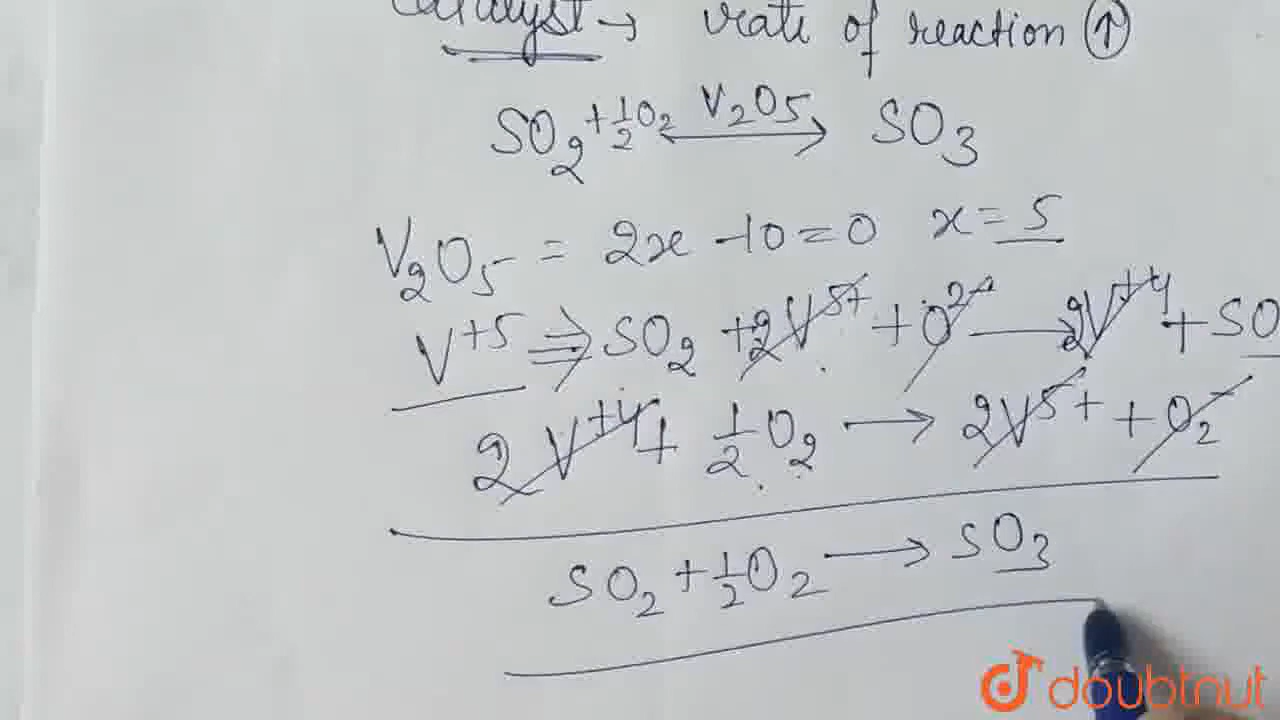 Catalyst → rate of reaction (↑)
SO2 + 1/2 O2 ⟷ V2O5 SO3
V2O5 = 2x - 10 = 0 x = 5
V+5 ⇒ SO2 + 2V5+ + O2- → 2V+4 + SO
2V+4 + 1/2 O2 → 2V5+ + O2-
SO2 + 1/2 O2 → SO3
doubtnut